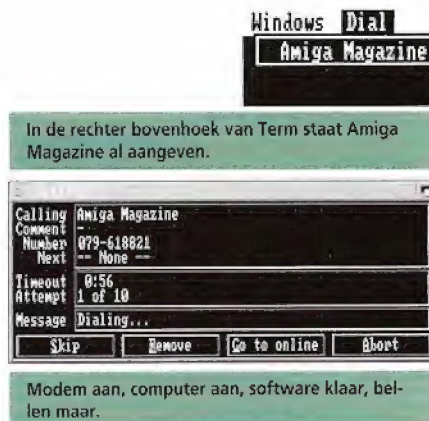 Windows Dial
Amiga Magazine
In de rechter bovenhoek van Term staat Amiga
Magazine al aangeven.
Calling Amiga Magazine
Comment -
Number 079-618821
Next -- None --
Timeout 0:56
Attempt 1 of 10
Message Dialing...
Skip Remove Go to online Abort
Modem aan, computer aan, software klaar, bel-
len maar.